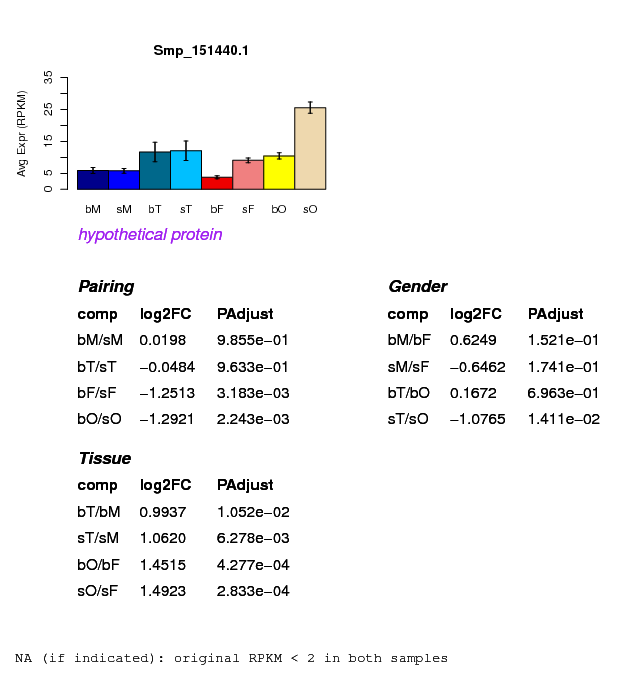 Smp_151440.1
Avg Expr (RPKM)
0 5 15 25 35
bM sM bT sT bF sF bO sO
hypothetical protein
Pairing
comp log2FC PAdjust
bM/sM 0.0198 9.855e−01
bT/sT −0.0484 9.633e−01
bF/sF −1.2513 3.183e−03
bO/sO −1.2921 2.243e−03
Gender
comp log2FC PAdjust
bM/bF 0.6249 1.521e−01
sM/sF −0.6462 1.741e−01
bT/bO 0.1672 6.963e−01
sT/sO −1.0765 1.411e−02
Tissue
comp log2FC PAdjust
bT/bM 0.9937 1.052e−02
sT/sM 1.0620 6.278e−03
bO/bF 1.4515 4.277e−04
sO/sF 1.4923 2.833e−04
NA (if indicated): original RPKM < 2 in both samples